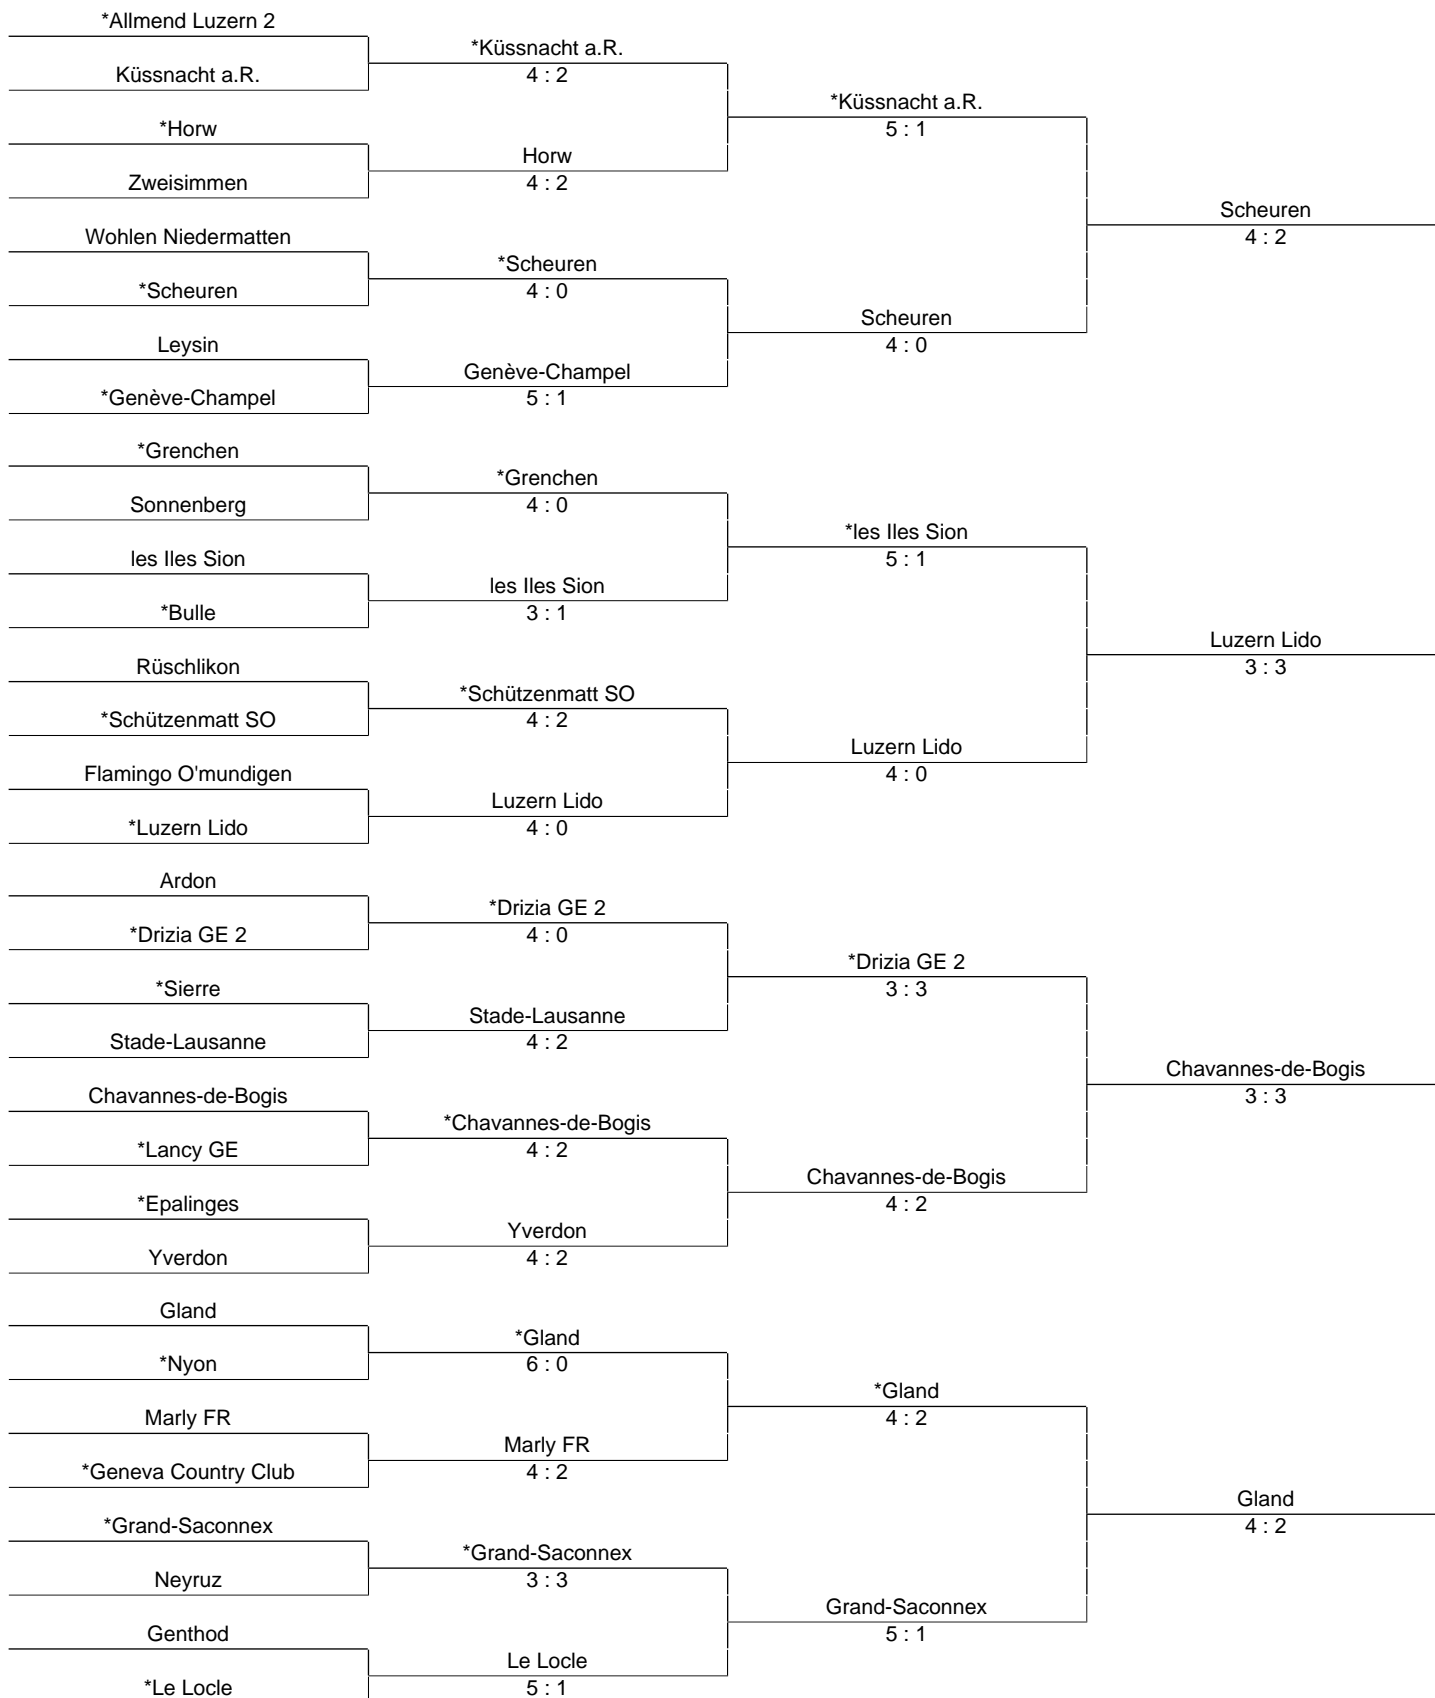 *Allmend Luzern 2
Küssnacht a.R.
*Horw
Zweisimmen
Wohlen Niedermatten
*Scheuren
Leysin
*Genève-Champel
*Grenchen
Sonnenberg
les Iles Sion
*Bulle
Rüschlikon
*Schützenmatt SO
Flamingo O'mundigen
*Luzern Lido
Ardon
*Drizia GE 2
*Sierre
Stade-Lausanne
Chavannes-de-Bogis
*Lancy GE
*Epalinges
Yverdon
Gland
*Nyon
Marly FR
*Geneva Country Club
*Grand-Saconnex
Neyruz
Genthod
*Le Locle
*Küssnacht a.R.
4 : 2
Horw
4 : 2
*Scheuren
4 : 0
Genève-Champel
5 : 1
*Grenchen
4 : 0
les Iles Sion
3 : 1
*Schützenmatt SO
4 : 2
Luzern Lido
4 : 0
*Drizia GE 2
4 : 0
Stade-Lausanne
4 : 2
*Chavannes-de-Bogis
4 : 2
Yverdon
4 : 2
*Gland
6 : 0
Marly FR
4 : 2
*Grand-Saconnex
3 : 3
Le Locle
5 : 1
*Küssnacht a.R.
5 : 1
Scheuren
4 : 0
*les Iles Sion
5 : 1
Luzern Lido
4 : 0
*Drizia GE 2
3 : 3
Chavannes-de-Bogis
4 : 2
*Gland
4 : 2
Grand-Saconnex
5 : 1
Scheuren
4 : 2
Luzern Lido
3 : 3
Chavannes-de-Bogis
3 : 3
Gland
4 : 2